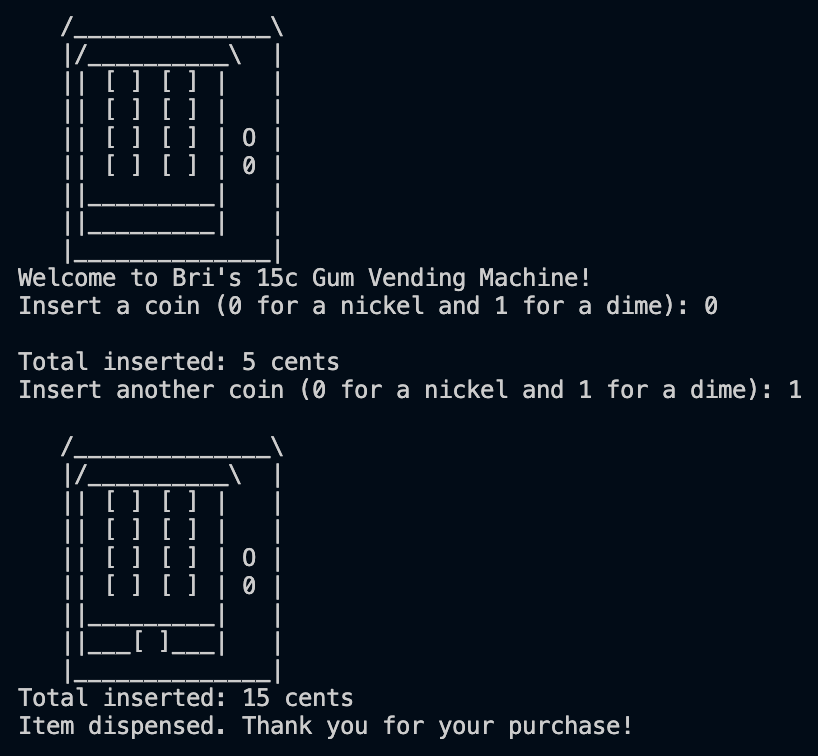 /______________\
   |/__________\  |
   || [ ] [ ] |   |
   || [ ] [ ] |   |
   || [ ] [ ] | O |
   || [ ] [ ] | 0 |
   ||_________|   |
   ||_________|   |
   |______________|
Welcome to Bri's 15c Gum Vending Machine!
Insert a coin (0 for a nickel and 1 for a dime): 0

Total inserted: 5 cents
Insert another coin (0 for a nickel and 1 for a dime): 1

   /______________\
   |/__________\  |
   || [ ] [ ] |   |
   || [ ] [ ] |   |
   || [ ] [ ] | O |
   || [ ] [ ] | 0 |
   ||_________|   |
   ||___[ ]___|   |
   |______________|
Total inserted: 15 cents
Item dispensed. Thank you for your purchase!